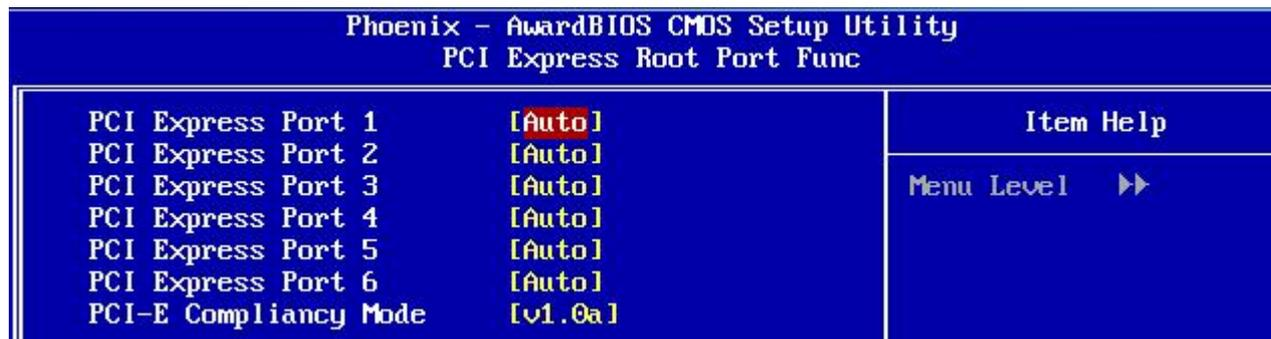 Phoenix - AwardBIOS CMOS Setup Utility
PCI Express Root Port Func
PCI Express Port 1 [Auto]
PCI Express Port 2 [Auto]
PCI Express Port 3 [Auto]
PCI Express Port 4 [Auto]
PCI Express Port 5 [Auto]
PCI Express Port 6 [Auto]
PCI-E Compliancy Mode [v1.0a]
Item Help
Menu Level ▶▶